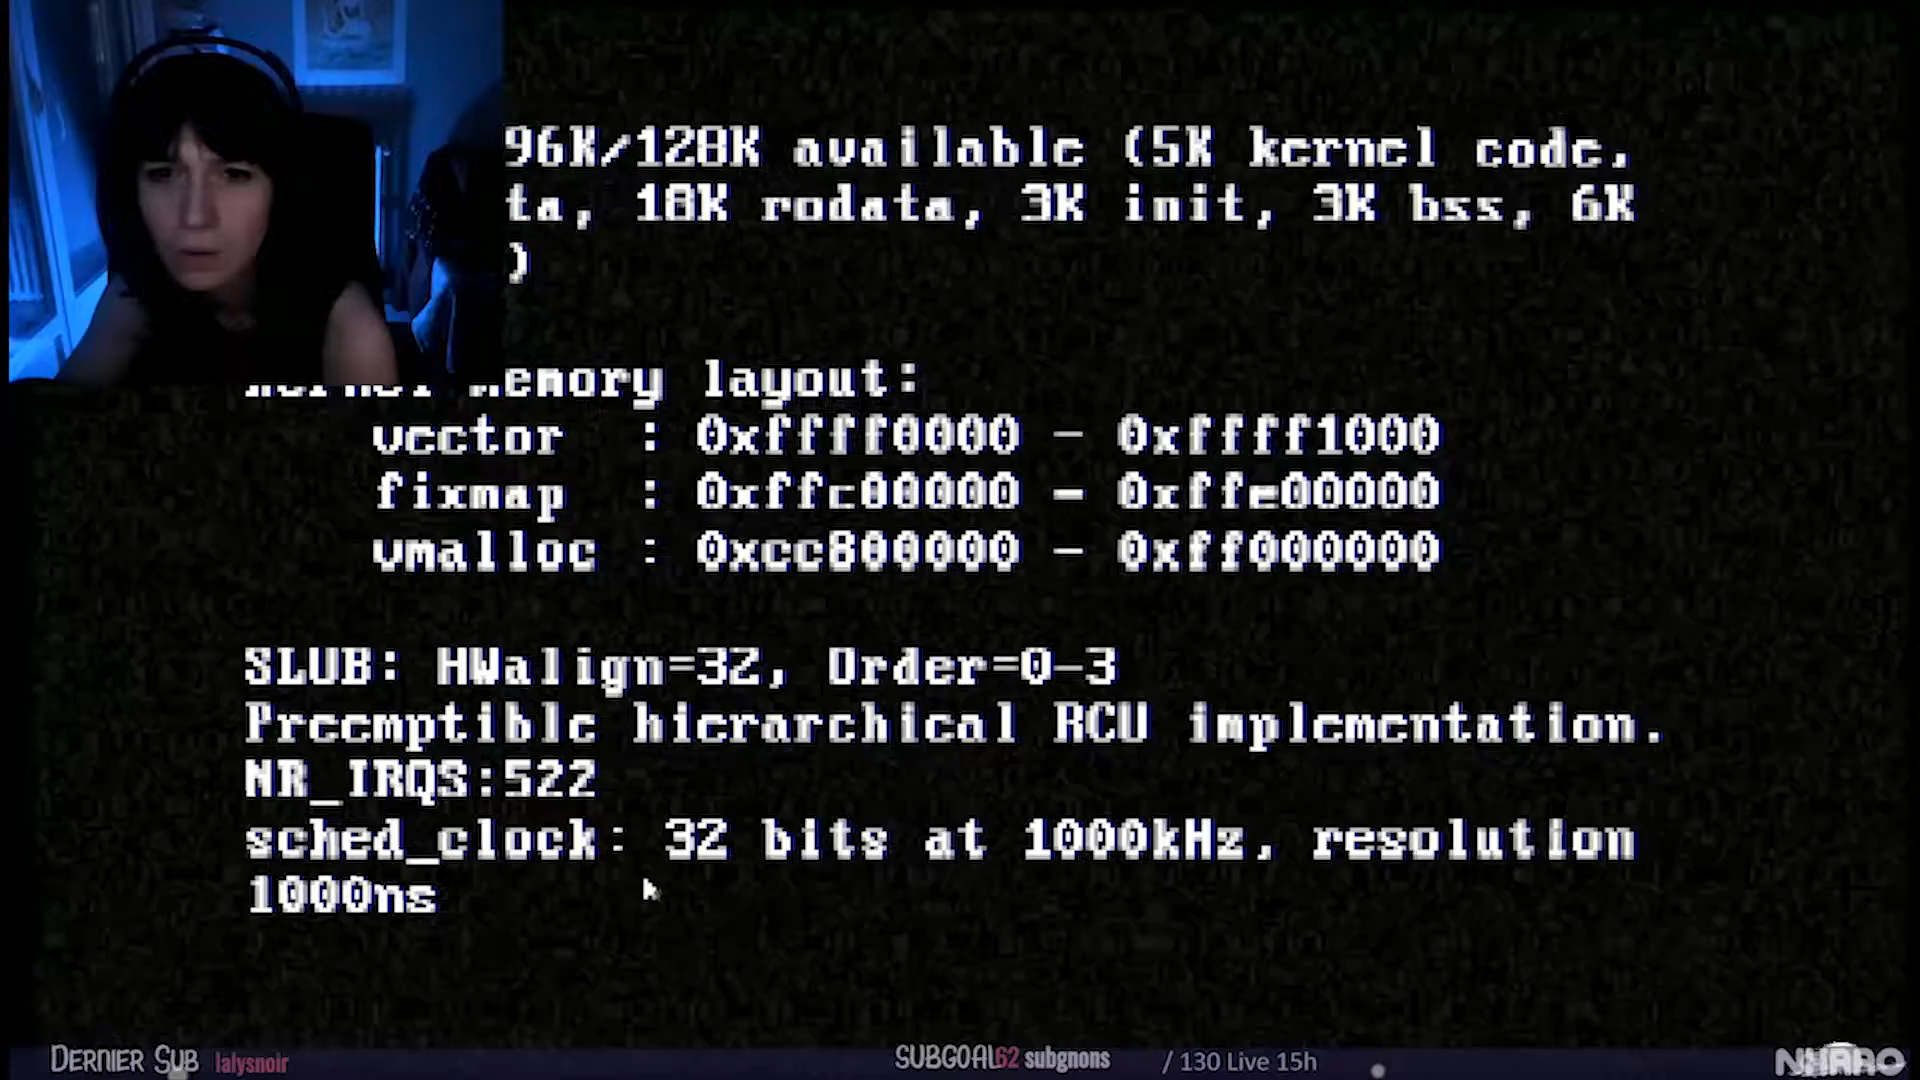 96K/128K available (5K kernel code,
ta, 18K rodata, 3K init, 3K bss, 6K
)
memory layout:
vector : 0xffff0000 - 0xffff1000
fixmap : 0xffc00000 - 0xffe00000
vmalloc : 0xcc800000 - 0xff000000
SLUB: HWalign=32, Order=0-3
Preemptible hierarchical RCU implementation.
NR_IRQS:522
sched_clock: 32 bits at 1000kHz, resolution
1000ns
DERNIER SUB lalysnoir
SUBGOAL 62 subgnons / 130 Live 15h